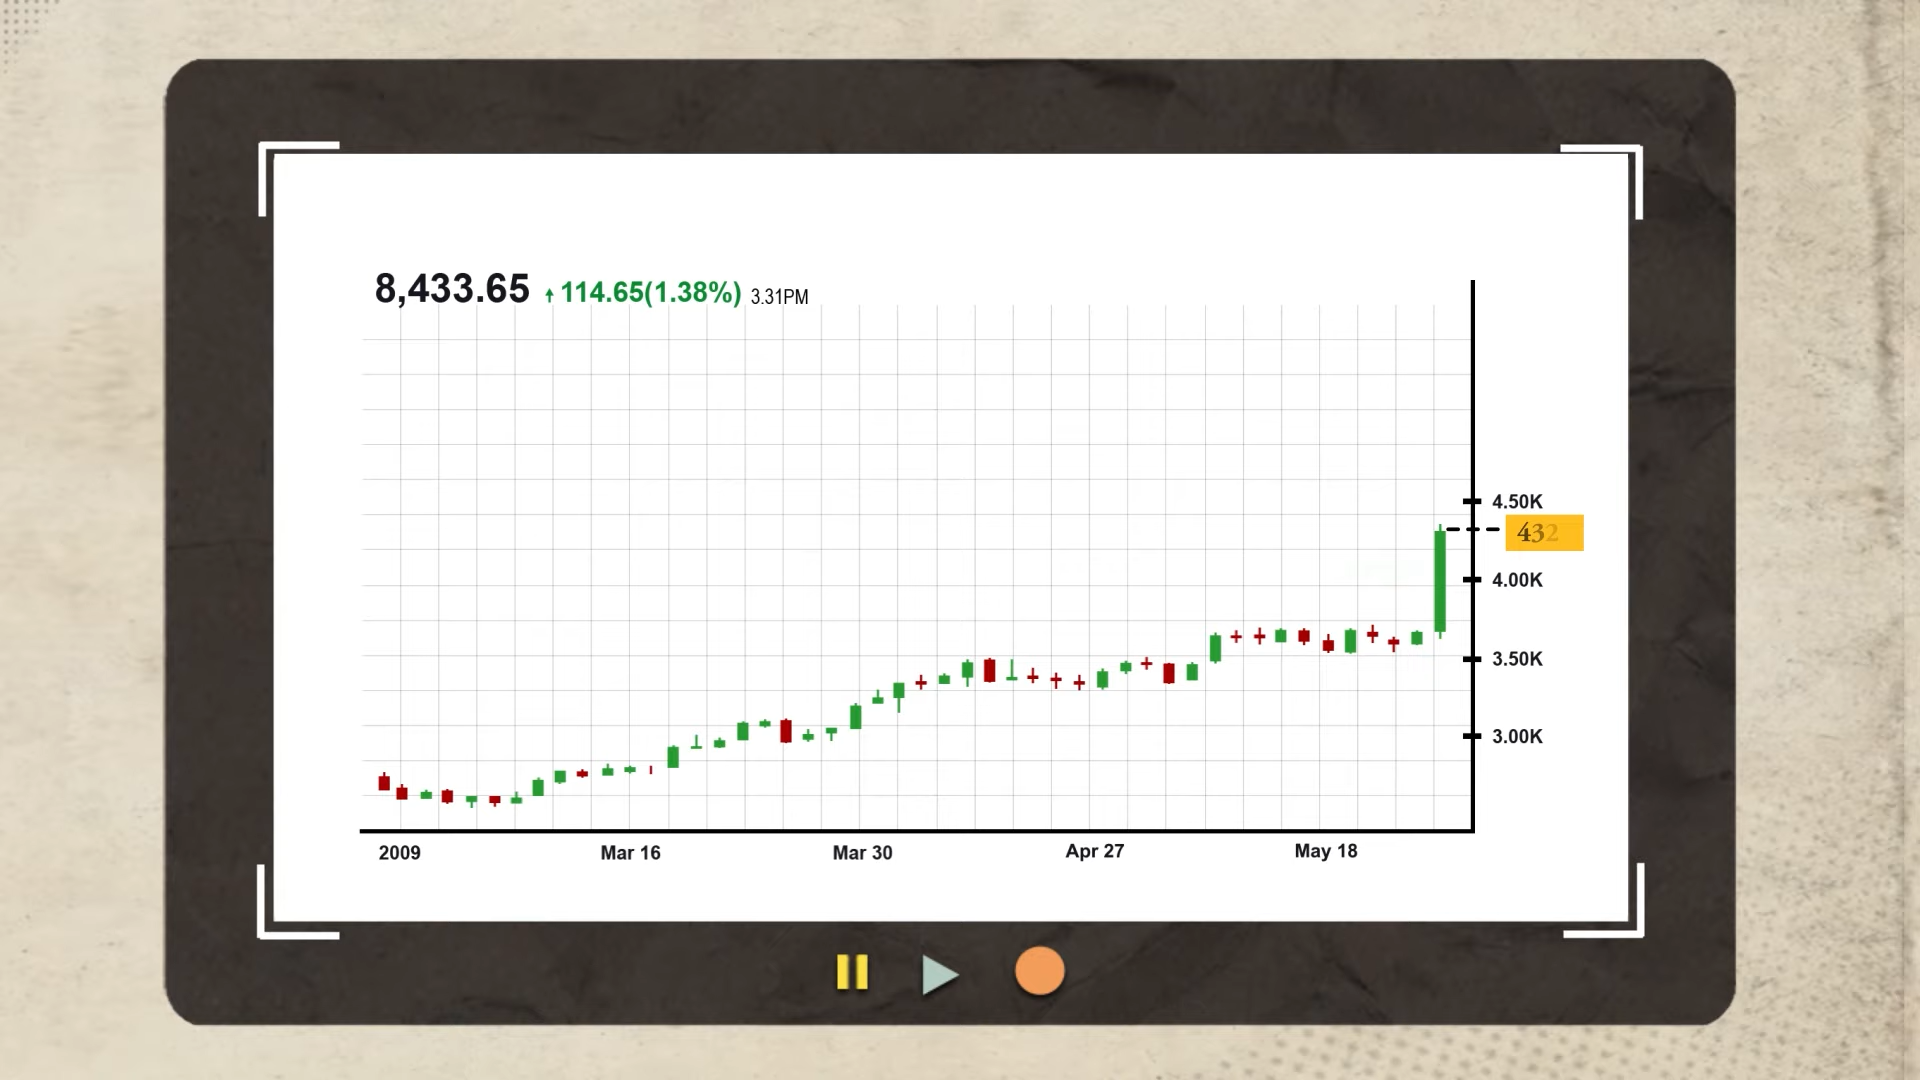 8,433.65 ↑114.65(1.38%) 3.31PM
4.50K
432
4.00K
3.50K
3.00K
2009 Mar 16 Mar 30 Apr 27 May 18